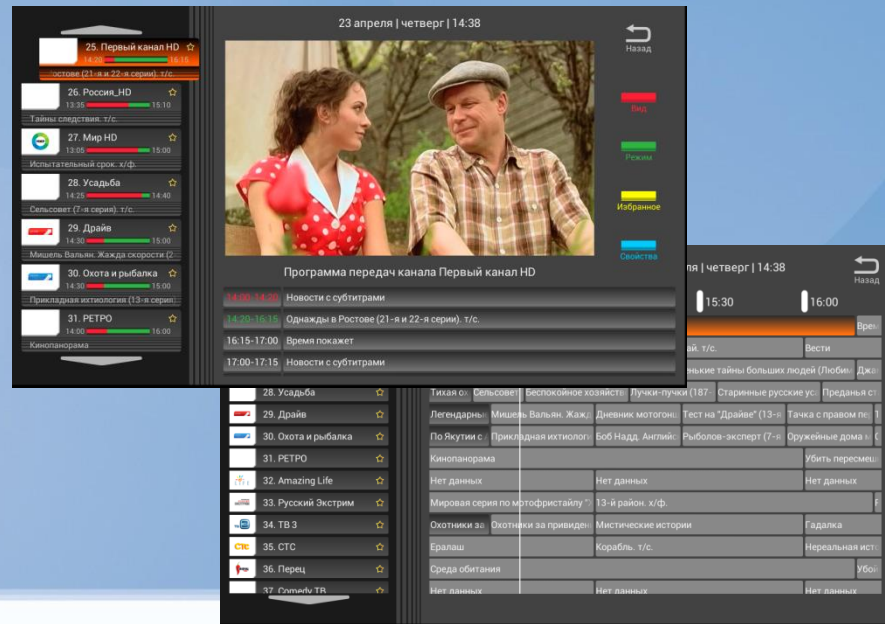 23 апреля | четверг | 14:38
Назад
25. Первый канал HD
14:20 16:15
Ростове (21-я и 22-я серии). т/с.
26. Россия_HD
13:35 15:10
Тайны следствия. т/с.
27. Мир HD
13:05 15:00
Испытательный срок. х/ф.
28. Усадьба
14:25 14:40
Сельсовет (7-я серия). т/с.
29. Драйв
14:30 15:00
Мишель Вальян. Жажда скорости (2
30. Охота и рыбалка
14:30 15:00
Прикладная ихтиология (13-я серия).
31. РЕТРО
14:00 16:00
Кинопанорама
Вид
Режим
Избранное
Свойства
Программа передач канала Первый канал HD
14:00-14:20 Новости с субтитрами
14:20-16:15 Однажды в Ростове (21-я и 22-я серии). т/с.
16:15-17:00 Время покажет
17:00-17:15 Новости с субтитрами
ля | четверг | 14:38
Назад
15:30 16:00
Врем
ай. т/с. Вести
нькие тайны больших людей (Любим Джа
28. Усадьба Тихая ох Сельсовет Беспокойное хозяйств Лучки-пучки (187- Старинные русские ус Преданья ст
29. Драйв Легендарны Мишель Вальян. Жажд Дневник мотогонщ Тест на "Драйве" (13-я Тачка с правом пе
30. Охота и рыбалка По Якутии с Прикладная ихтиологи Боб Надд. Английс Рыболов-эксперт (7-я Оружейные дома
31. РЕТРО Кинопанорама Убить пересмеш
32. Amazing Life Нет данных Нет данных Нет данных
33. Русский Экстрим Мировая серия по мотофристайлу 13-й район. х/ф.
34. ТВ 3 Охотники за Охотники за привиден Мистические истории Гадалка
35. СТС Ералаш Корабль. т/с. Нереальная ист
36. Перец Среда обитания Убой
37. Comedy ТВ Нет данных Нет данных Нет данных